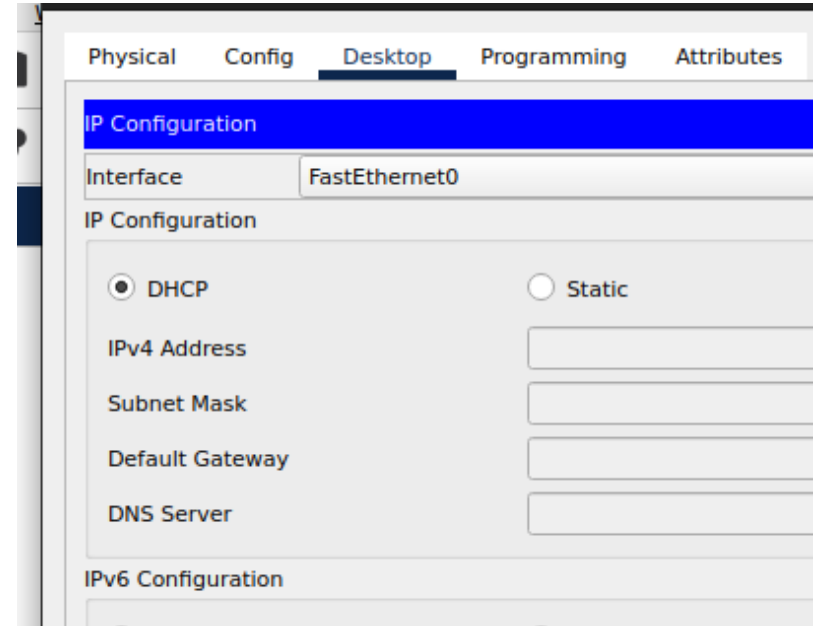 Physical Config Desktop Programming Attributes
IP Configuration
Interface FastEthernet0
IP Configuration
DHCP Static
IPv4 Address
Subnet Mask
Default Gateway
DNS Server
IPv6 Configuration